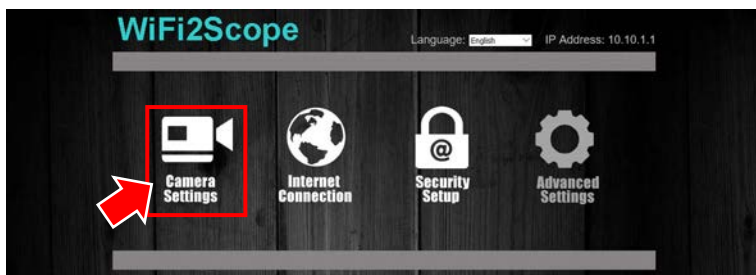 WiFi2Scope
Language: English IP Address: 10.10.1.1
@
Camera Settings
Internet Connection
Security Setup
Advanced Settings